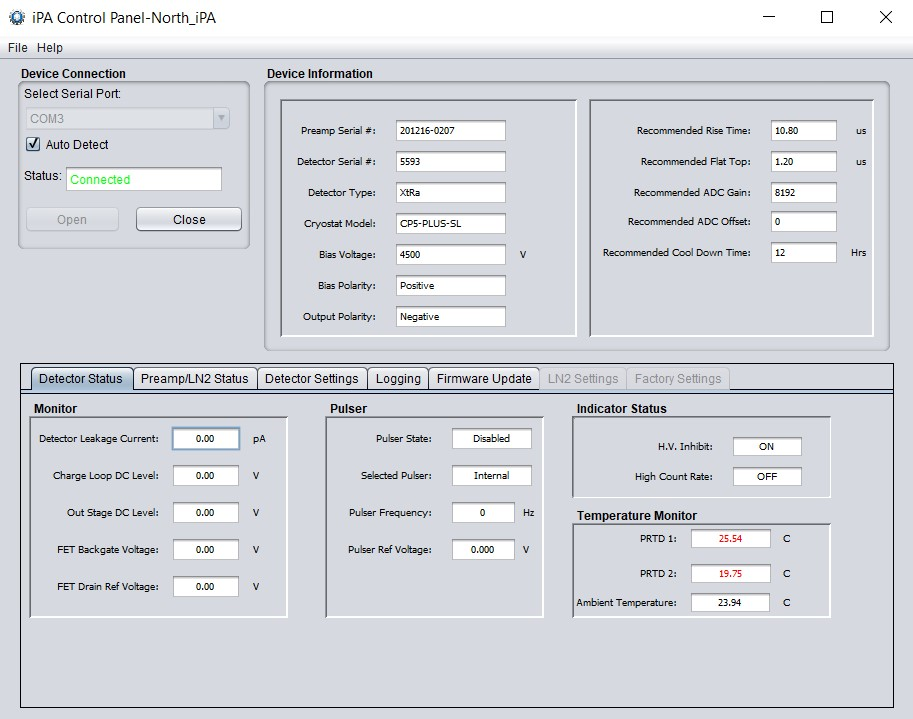 iPA Control Panel-North_iPA
File Help
Device Connection
Select Serial Port:
COM3
Auto Detect
Status: Connected
Open Close
Device Information
Preamp Serial #: 201216-0207
Detector Serial #: 5593
Detector Type: XtRa
Cryostat Model: CP5-PLUS-SL
Bias Voltage: 4500 V
Bias Polarity: Positive
Output Polarity: Negative
Recommended Rise Time: 10.80 us
Recommended Flat Top: 1.20 us
Recommended ADC Gain: 8192
Recommended ADC Offset: 0
Recommended Cool Down Time: 12 Hrs
Detector Status Preamp/LN2 Status Detector Settings Logging Firmware Update LN2 Settings Factory Settings
Monitor
Detector Leakage Current: 0.00 pA
Charge Loop DC Level: 0.00 V
Out Stage DC Level: 0.00 V
FET Backgate Voltage: 0.00 V
FET Drain Ref Voltage: 0.00 V
Pulser
Pulser State: Disabled
Selected Pulser: Internal
Pulser Frequency: 0 Hz
Pulser Ref Voltage: 0.000 V
Indicator Status
H.V. Inhibit: ON
High Count Rate: OFF
Temperature Monitor
PRTD 1: 25.54 C
PRTD 2: 19.75 C
Ambient Temperature: 23.94 C